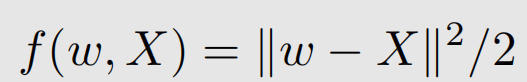 f(w, X) = ‖w − X‖²/2